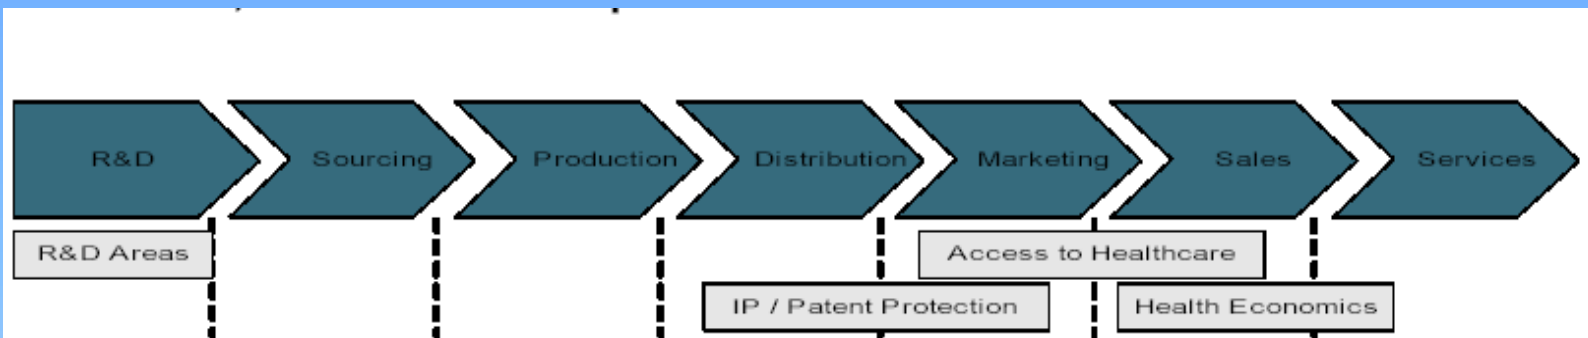 R&D Sourcing Production Distribution Marketing Sales Services
R&D Areas Access to Healthcare
IP / Patent Protection Health Economics